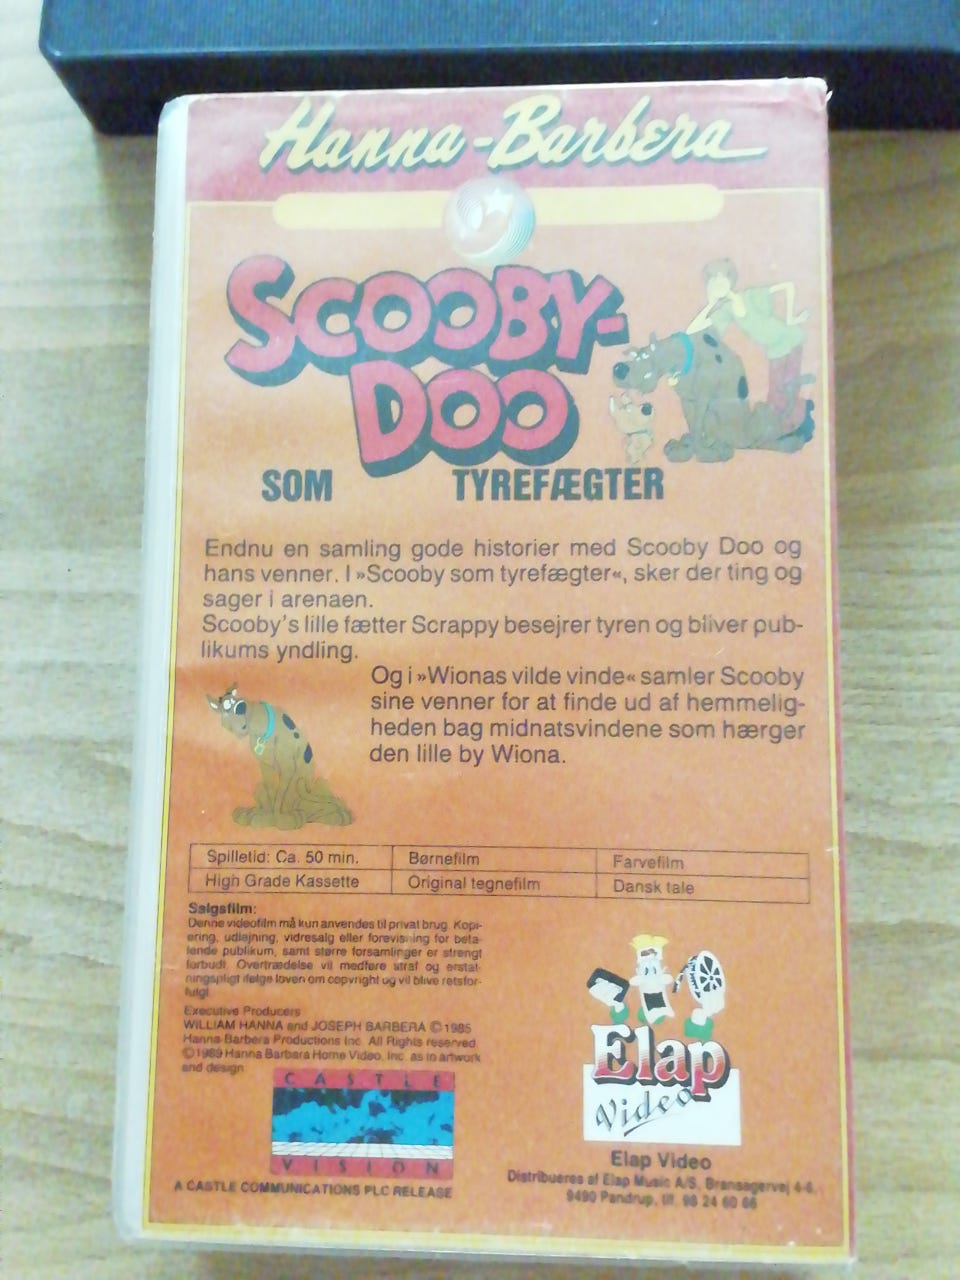 Hanna-Barbera
SCOOBY-
DOO
SOM TYREFÆGTER
Endnu en samling gode historier med Scooby Doo og
hans venner. I »Scooby som tyrefægter«, sker der ting og
sager i arenaen.
Scooby's lille fætter Scrappy besejrer tyren og bliver pub-
likums yndling.
Og i »Wionas vilde vinde« samler Scooby
sine venner for at finde ud af hemmelig-
heden bag midnatsvindene som hærger
den lille by Wiona.
Spilletid: Ca. 50 min. Børnefilm Farvefilm
High Grade Kassette Original tegnefilm Dansk tale
Salgsfilm:
Denne videofilm må kun anvendes til privat brug. Kopi-
ering, udlejning, vidresalg eller forevisning for beta-
lende publikum, samt større forsamlinger er strengt
forbudt. Overtrædelse vil medføre straf og erstat-
ningspligt ifølge loven om copyright og vil blive retsfor-
fulgt.
Executive Producers
WILLIAM HANNA and JOSEPH BARBERA © 1985
Hanna-Barbera Productions Inc. All Rights reserved
© 1989 Hanna Barbara Home Video, Inc. as to artwork
and design
CASTLE
VISION
A CASTLE COMMUNICATIONS PLC RELEASE
Elap
Video
Elap Video
Distribueres af Elap Music A/S, Bransagervej 4-6,
9490 Pandrup, tlf. 98 24 60 66